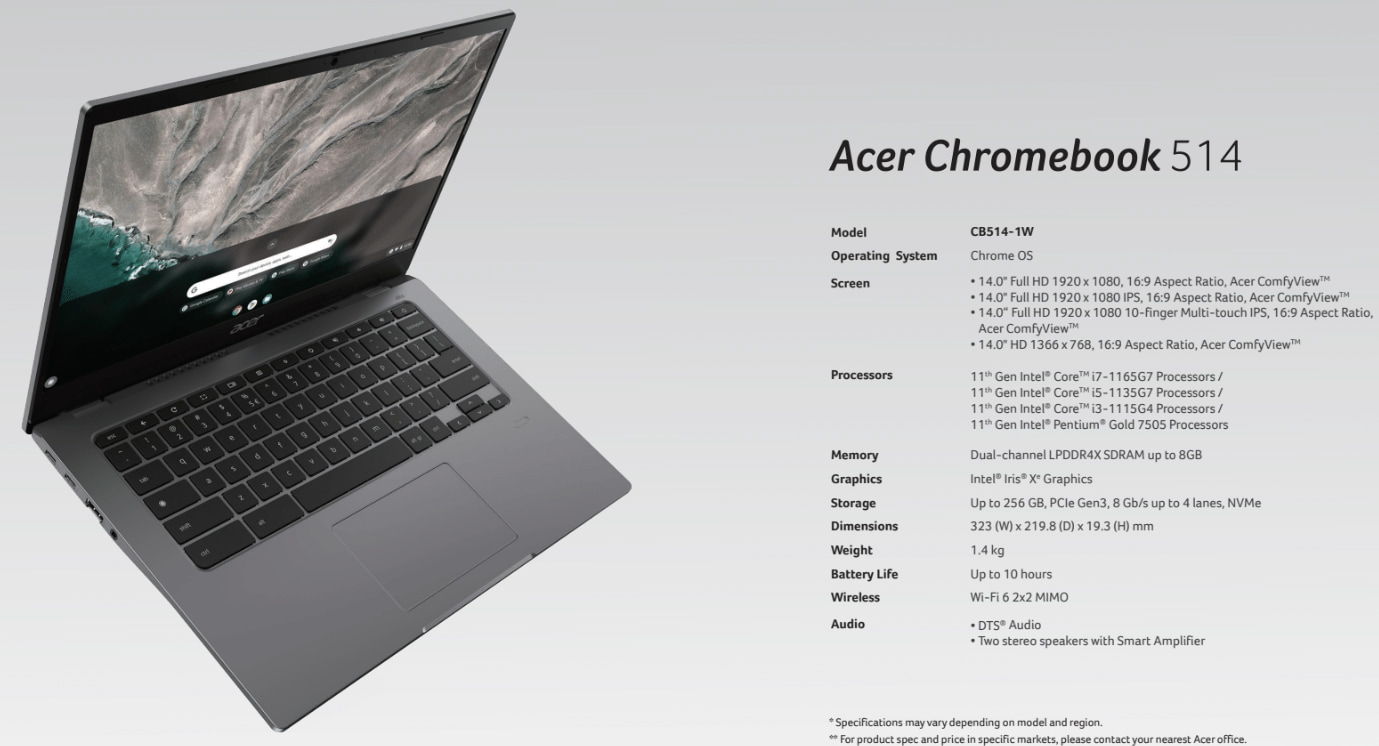 Acer Chromebook 514
Model CB514-1W
Operating System Chrome OS
Screen • 14.0" Full HD 1920 x 1080, 16:9 Aspect Ratio, Acer ComfyView™
• 14.0" Full HD 1920 x 1080 IPS, 16:9 Aspect Ratio, Acer ComfyView™
• 14.0" Full HD 1920 x 1080 10-finger Multi-touch IPS, 16:9 Aspect Ratio,
Acer ComfyView™
• 14.0" HD 1366 x 768, 16:9 Aspect Ratio, Acer ComfyView™
Processors 11th Gen Intel® Core™ i7-1165G7 Processors /
11th Gen Intel® Core™ i5-1135G7 Processors /
11th Gen Intel® Core™ i3-1115G4 Processors /
11th Gen Intel® Pentium® Gold 7505 Processors
Memory Dual-channel LPDDR4X SDRAM up to 8GB
Graphics Intel® Iris® Xe Graphics
Storage Up to 256 GB, PCIe Gen3, 8 Gb/s up to 4 lanes, NVMe
Dimensions 323 (W) x 219.8 (D) x 19.3 (H) mm
Weight 1.4 kg
Battery Life Up to 10 hours
Wireless Wi-Fi 6 2x2 MIMO
Audio • DTS® Audio
• Two stereo speakers with Smart Amplifier
* Specifications may vary depending on model and region.
** For product spec and price in specific markets, please contact your nearest Acer office.
acer
esc
tab
shift
ctrl
alt